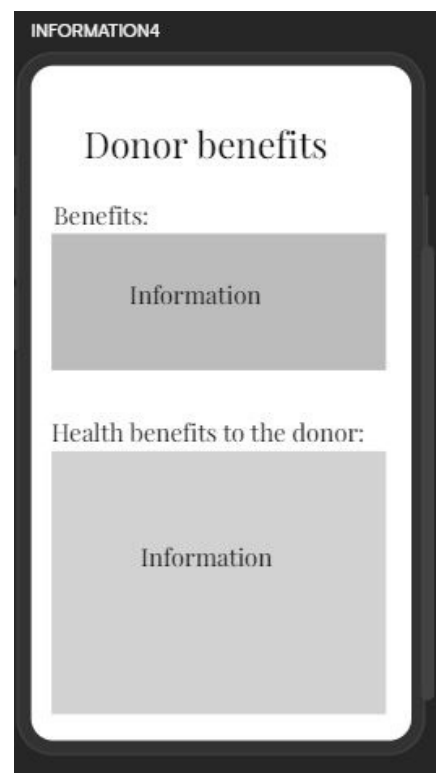 INFORMATION4
Donor benefits
Benefits:
Information
Health benefits to the donor:
Information